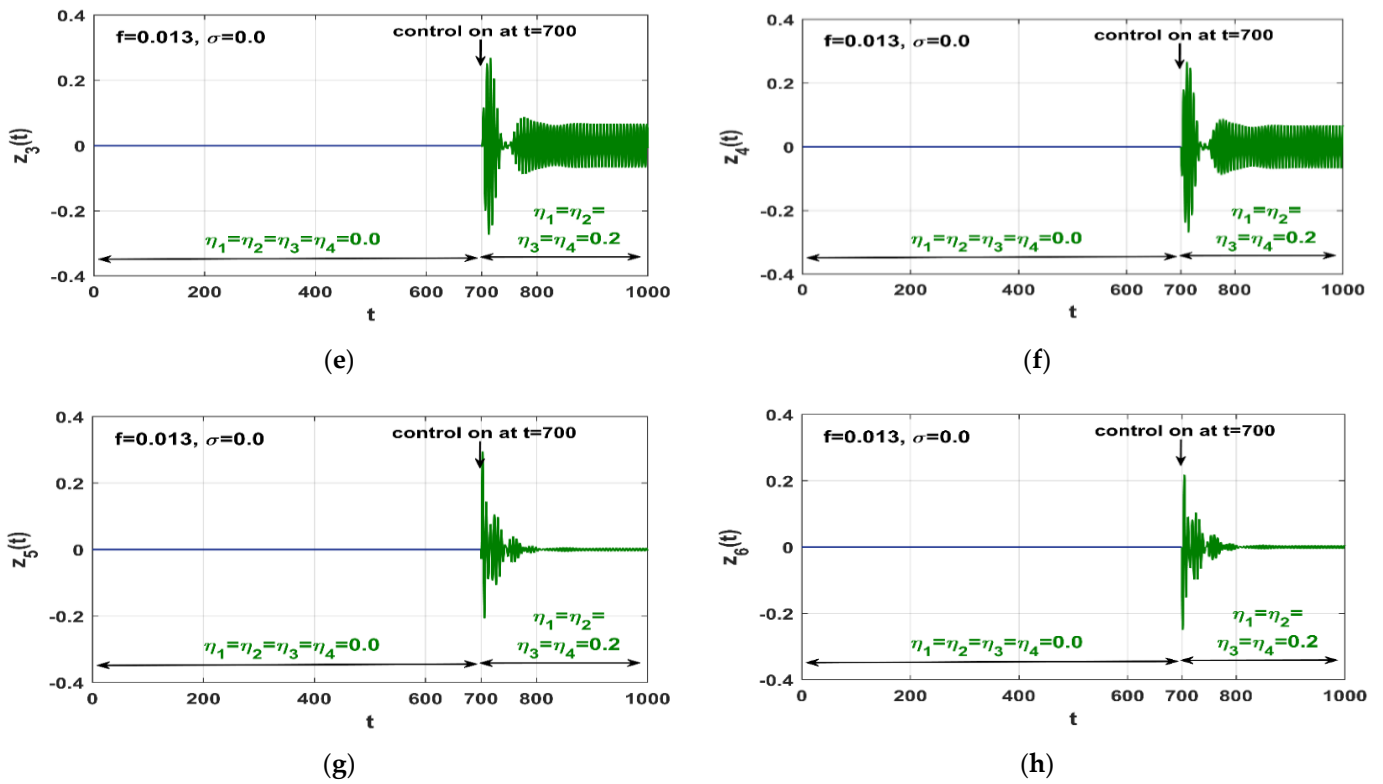 f=0.013, σ=0.0
control on at t=700
z3(t)
0.4
0.2
0
-0.2
-0.4
η1=η2=η3=η4=0.0
η1=η2=
η3=η4=0.2
0 200 400 600 700 800 1000
t
(e)
f=0.013, σ=0.0
control on at t=700
z4(t)
0.4
0.2
0
-0.2
-0.4
η1=η2=η3=η4=0.0
η1=η2=
η3=η4=0.2
0 200 400 600 700 800 1000
t
(f)
f=0.013, σ=0.0
control on at t=700
z5(t)
0.4
0.2
0
-0.2
-0.4
η1=η2=η3=η4=0.0
η1=η2=
η3=η4=0.2
0 200 400 600 700 800 1000
t
(g)
f=0.013, σ=0.0
control on at t=700
z6(t)
0.4
0.2
0
-0.2
-0.4
η1=η2=η3=η4=0.0
η1=η2=
η3=η4=0.2
0 200 400 600 700 800 1000
t
(h)